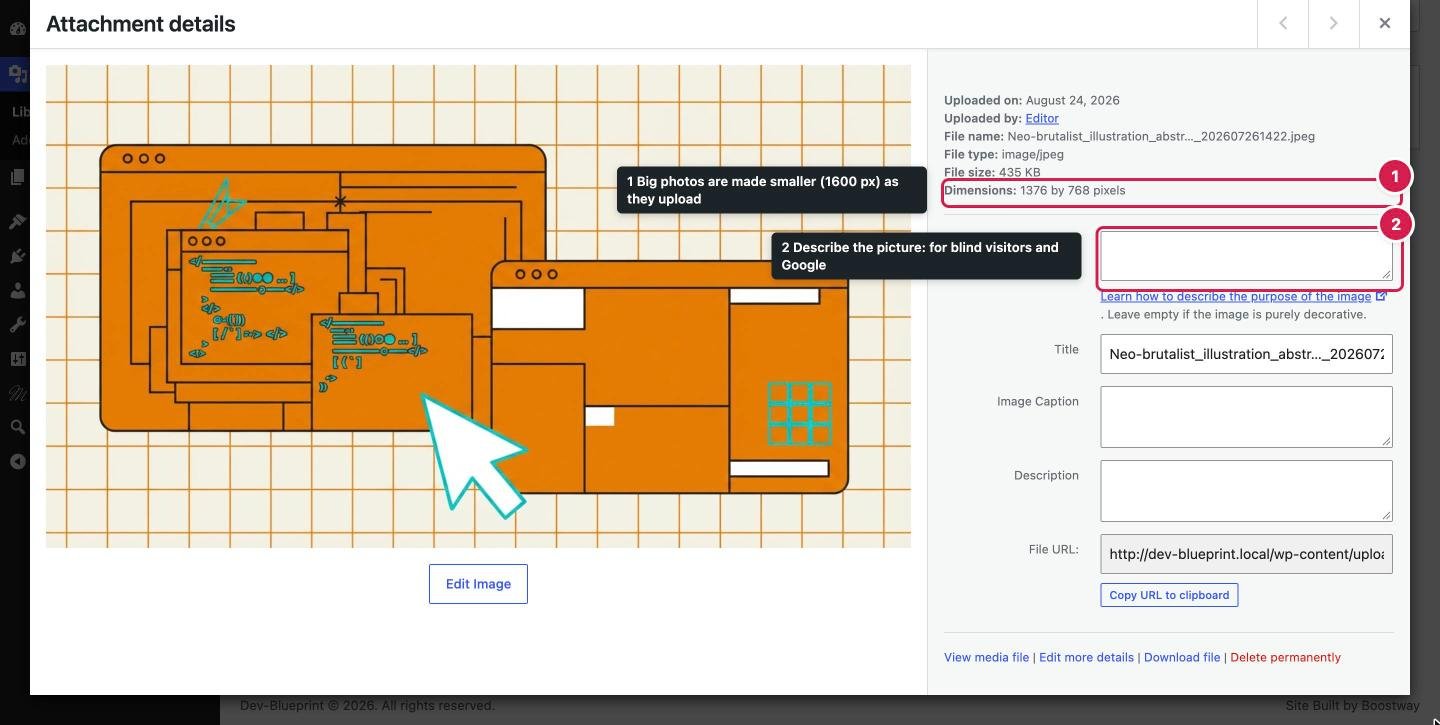 Attachment details
Lib
Ad
Uploaded on: August 24, 2026
Uploaded by: Editor
File name: Neo-brutalist_illustration_abstr…_202607261422.jpeg
File type: image/jpeg
File size: 435 KB
Dimensions: 1376 by 768 pixels
1
1 Big photos are made smaller (1600 px) as
they upload
2
2 Describe the picture: for blind visitors and
Google
Learn how to describe the purpose of the image
. Leave empty if the image is purely decorative.
Title
Neo-brutalist_illustration_abstr…_2026072
Image Caption
Description
File URL:
http://dev-blueprint.local/wp-content/uploa
Copy URL to clipboard
Edit Image
View media file | Edit more details | Download file | Delete permanently
Dev-Blueprint © 2026. All rights reserved.
Site Built by Boostway